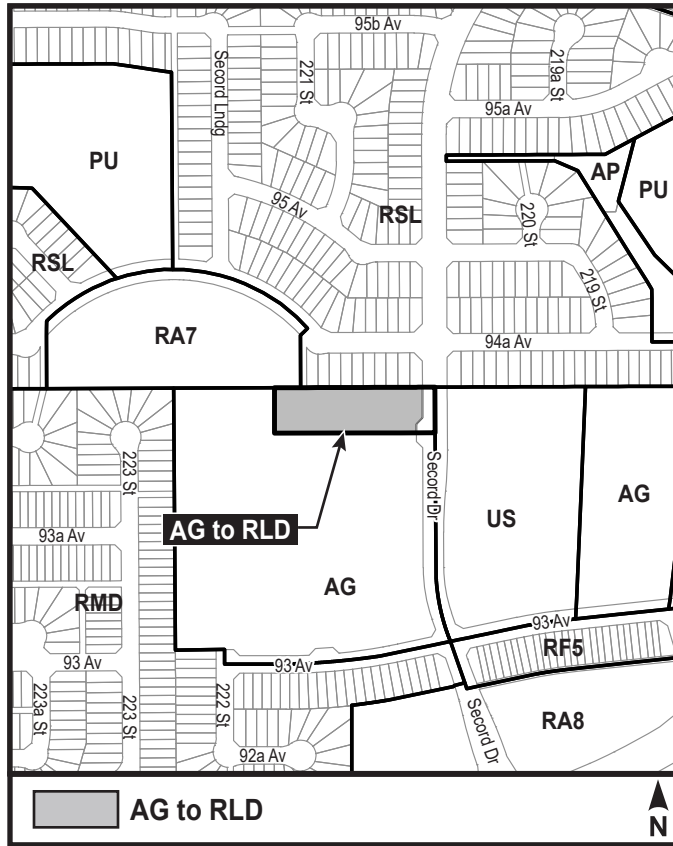 95b Av
Secord Lndg
221 St
219a St
95a Av
PU
AP
PU
95 Av
RSL
220 St
RSL
219 St
RA7
94a Av
223 St
Secord Dr
AG
US
AG to RLD
93a Av
AG
RMD
93 Av
RF5
93 Av
93 Av
223a St
223 St
222 St
RA8
Secord Dr
92a Av
AG to RLD
N